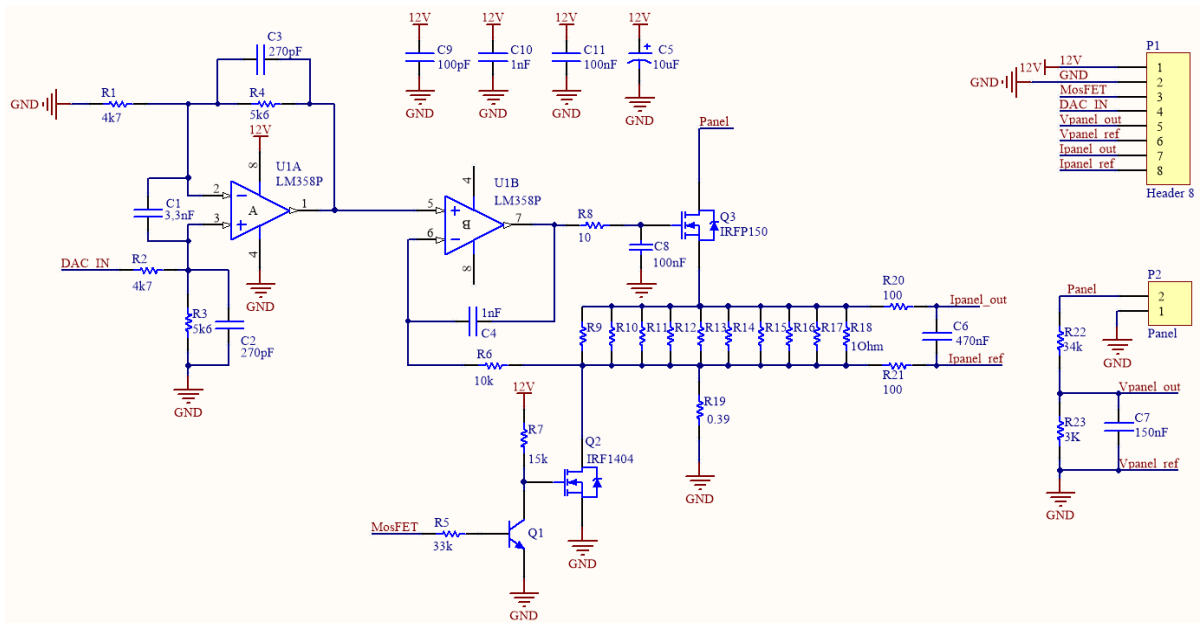 C3
270pF
GND
R1
4k7
R4
5k6
12V
8
U1A
LM358P
C1
3,3nF
2
3
A
1
4
GND
DAC_IN
R2
4k7
R3
5k6
C2
270pF
GND
12V
C9
100pF
GND
12V
C10
1nF
GND
12V
C11
100nF
GND
12V
C5
10uF
GND
4
U1B
LM358P
5
6
B
7
8
1nF
C4
R6
10k
R8
10
C8
100nF
Panel
Q3
IRFP150
R9
R10
R11
R12
R13
R14
R15
R16
R17
R18
1Ohm
R20
100
Ipanel_out
C6
470nF
Ipanel_ref
R21
100
R19
0.39
GND
12V
R7
15k
Q2
IRF1404
GND
MosFET
R5
33k
Q1
GND
P1
12V 12V 1
GND GND 2
MosFET 3
DAC_IN 4
Vpanel_out 5
Vpanel_ref 6
Ipanel_out 7
Ipanel_ref 8
Header 8
P2
Panel
2
1
Panel
GND
R22
34k
Vpanel_out
R23
3K
C7
150nF
Vpanel_ref
GND